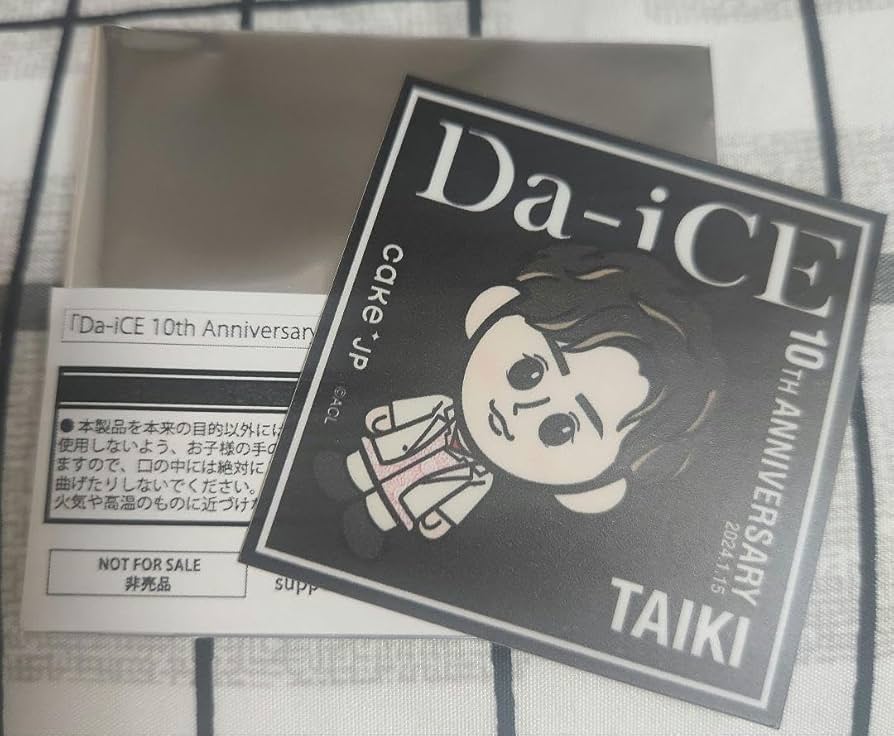 Da-iCE
10TH ANNIVERSARY
2024.1.15
cake.JP
©ACL
TAIKI
「Da-iCE 10th Anniversary
●本製品を本来の目的以外に
使用しないよう、お子様の手の
ますので、口の中には絶対に
曲げたりしないでください。
火気や高温のものに近づけ
NOT FOR SALE
非売品
supp